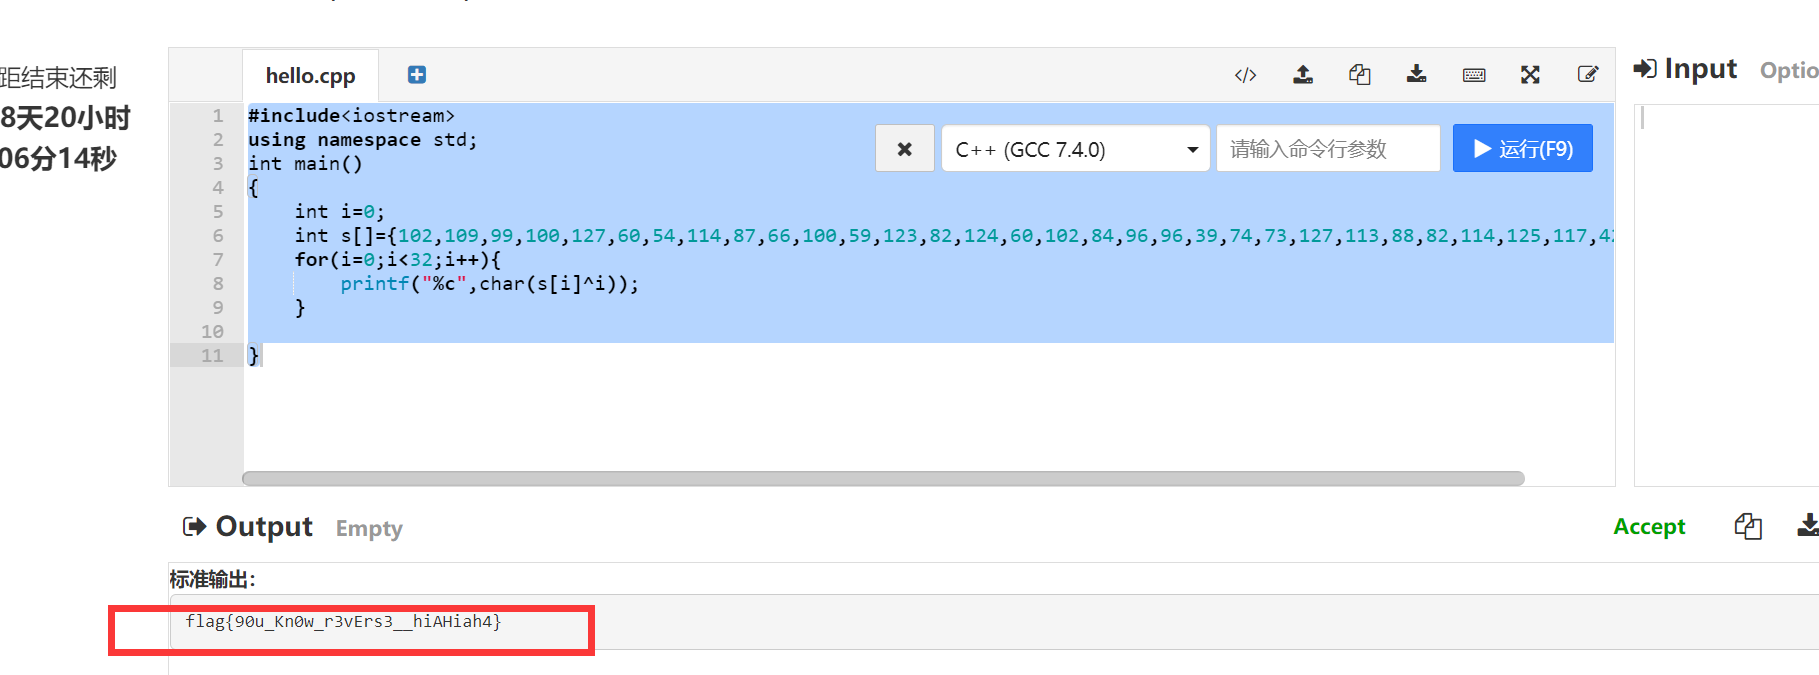 距结束还剩
8天20小时
06分14秒
hello.cpp
</>
Input Optio
C++ (GCC 7.4.0)
请输入命令行参数
运行(F9)
1 #include<iostream>
2 using namespace std;
3 int main()
4 {
5 int i=0;
6 int s[]={102,109,99,100,127,60,54,114,87,66,100,59,123,82,124,60,102,84,96,96,39,74,73,127,113,88,82,114,125,117,
7 for(i=0;i<32;i++){
8 printf("%c",char(s[i]^i));
9 }
10
11 }
Output Empty
Accept
标准输出:
flag{90u_Kn0w_r3vErs3__hiAHiah4}